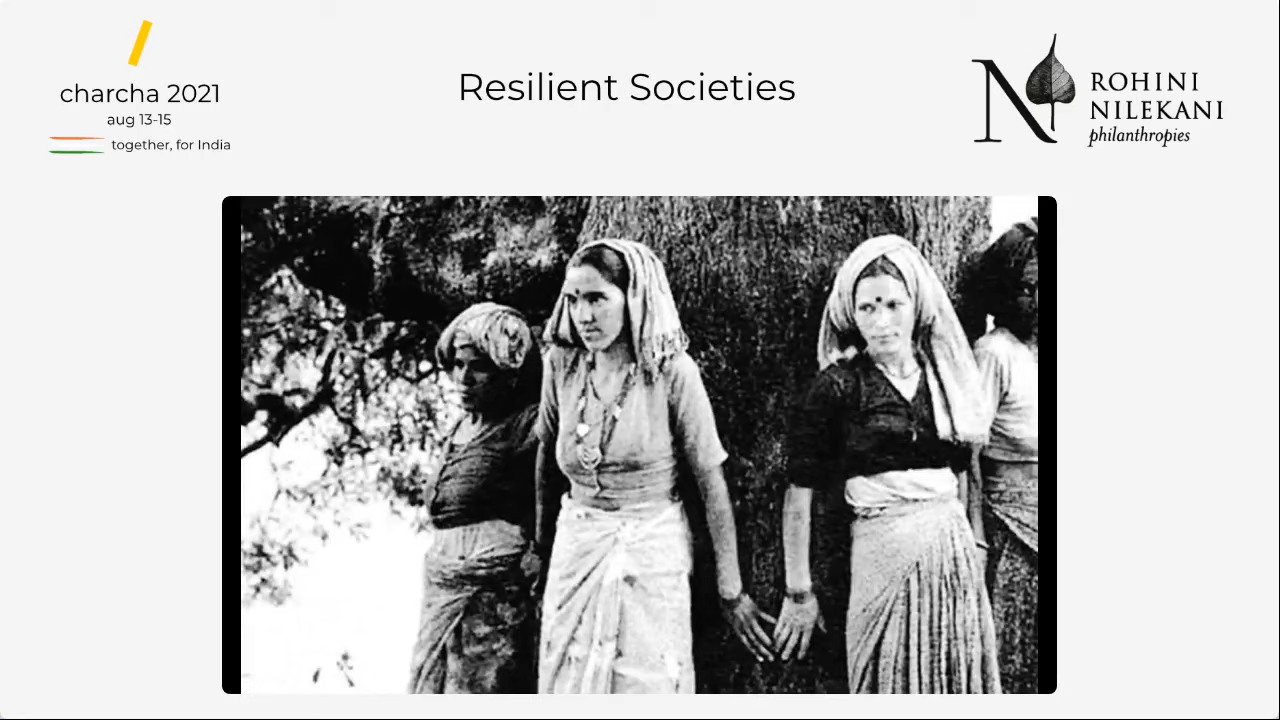 charcha 2021
aug 13-15
together, for India
Resilient Societies
N ROHINI
NILEKANI
philanthropies